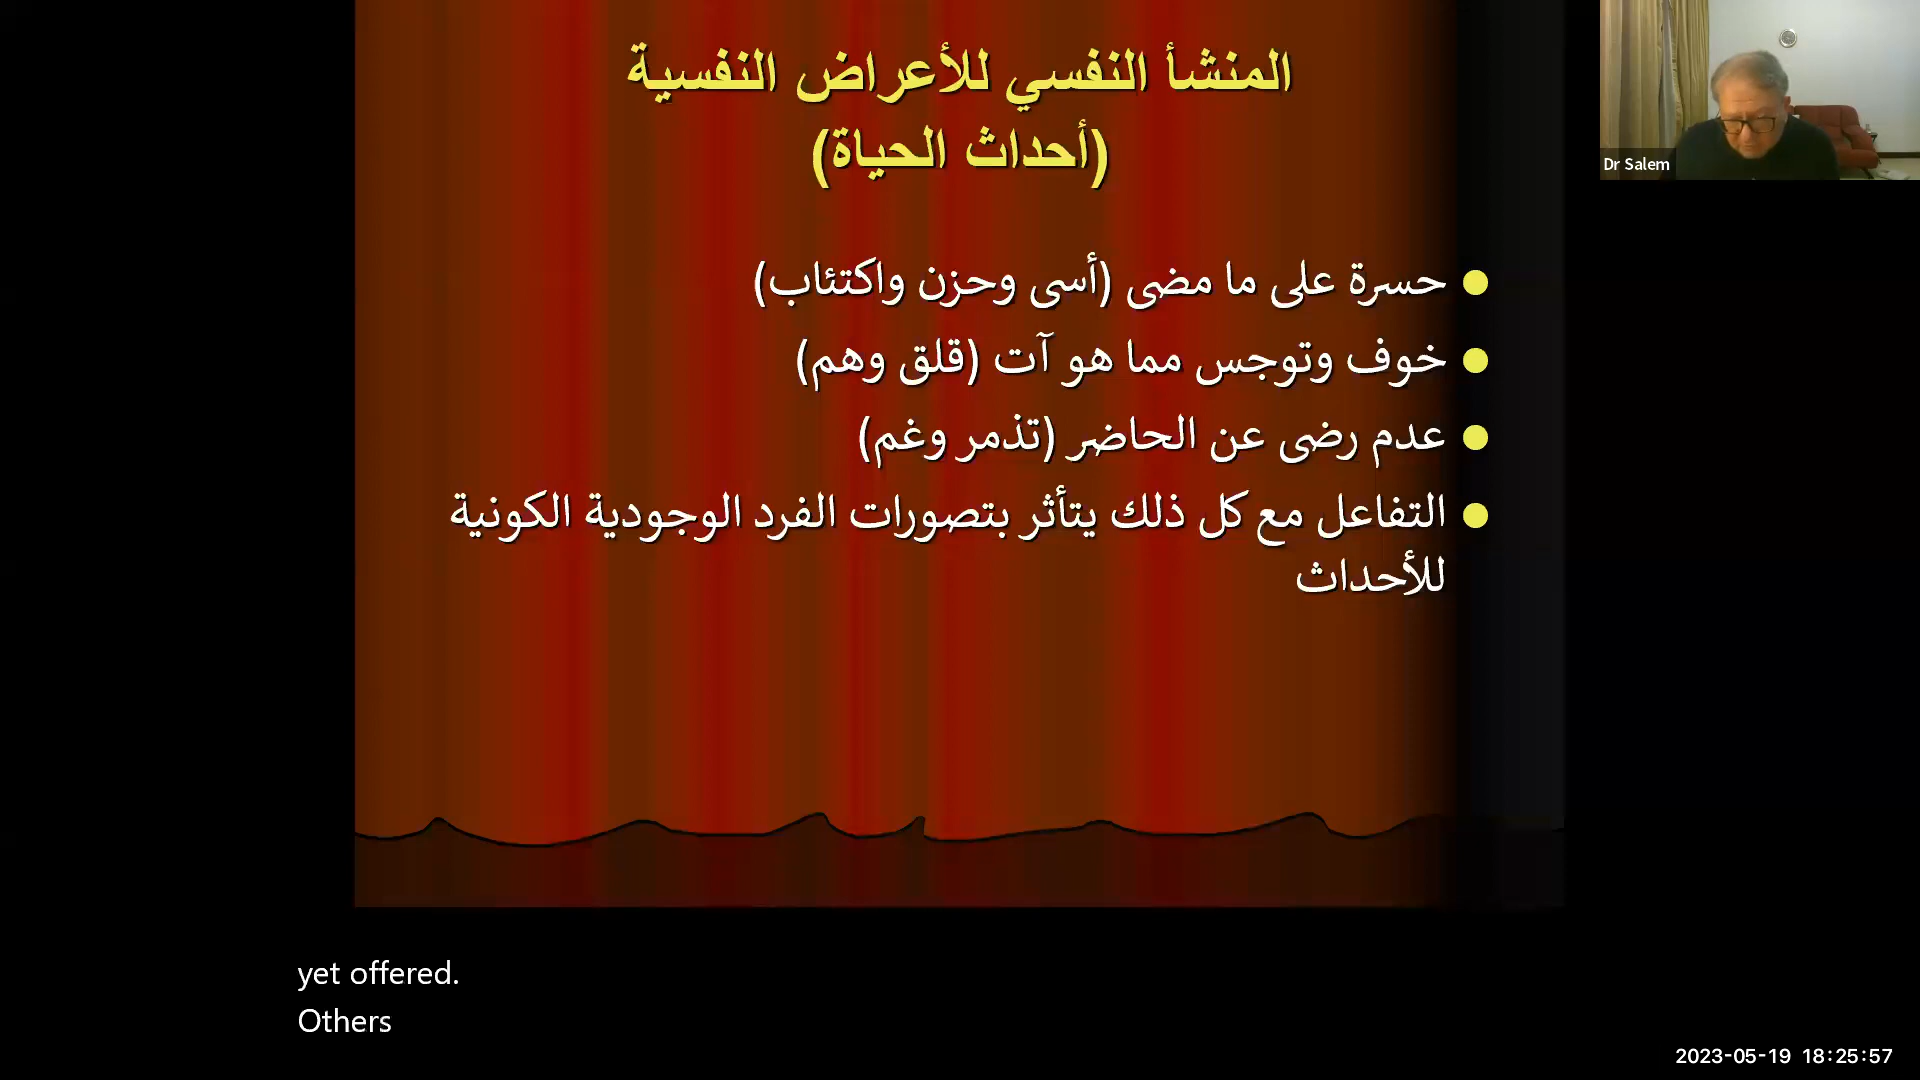 المنشأ النفسي للأعراض النفسية
(أحداث الحياة)
حسرة على ما مضى (أسى وحزن واكتئاب)
خوف وتوجس مما هو آت (قلق وهم)
عدم رضى عن الحاضر (تذمر وغم)
التفاعل مع كل ذلك يتأثر بتصورات الفرد الوجودية الكونية
للأحداث
Dr Salem
yet offered.
Others
2023-05-19 18:25:57